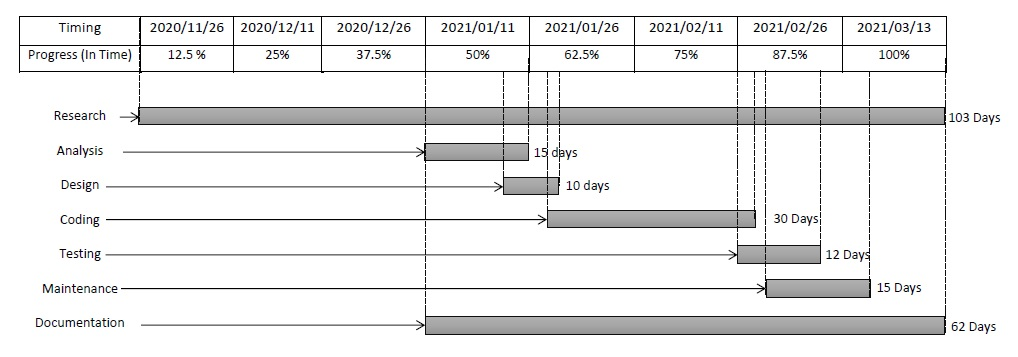 Timing 2020/11/26 2020/12/11 2020/12/26 2021/01/11 2021/01/26 2021/02/11 2021/02/26 2021/03/13
Progress (In Time) 12.5 % 25% 37.5% 50% 62.5% 75% 87.5% 100%
Research 103 Days
Analysis 15 days
Design 10 days
Coding 30 Days
Testing 12 Days
Maintenance 15 Days
Documentation 62 Days